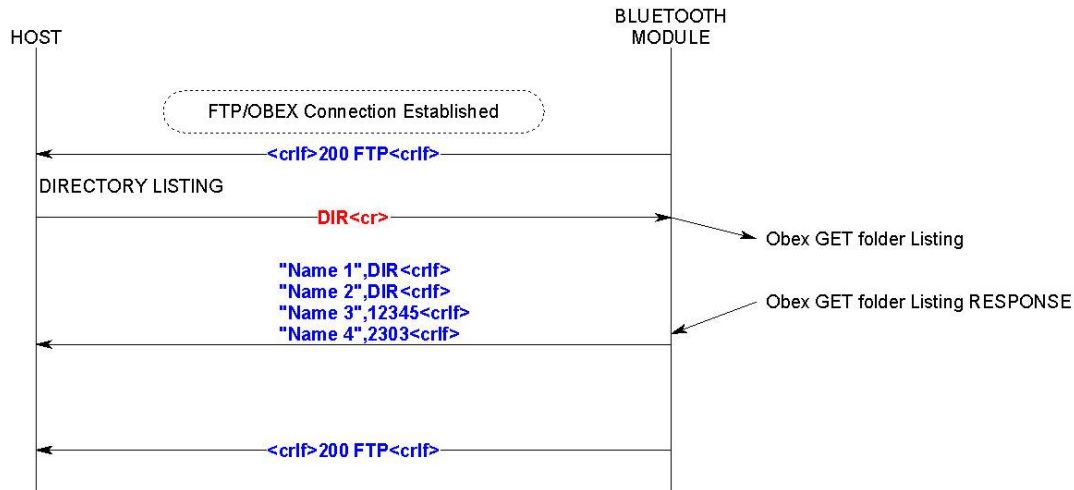 HOST
BLUETOOTH
MODULE
FTP/OBEX Connection Established
<crlf>200 FTP<crlf>
DIRECTORY LISTING
DIR<cr>
Obex GET folder Listing
"Name 1",DIR<crlf>
"Name 2",DIR<crlf>
"Name 3",12345<crlf>
"Name 4",2303<crlf>
Obex GET folder Listing RESPONSE
<crlf>200 FTP<crlf>